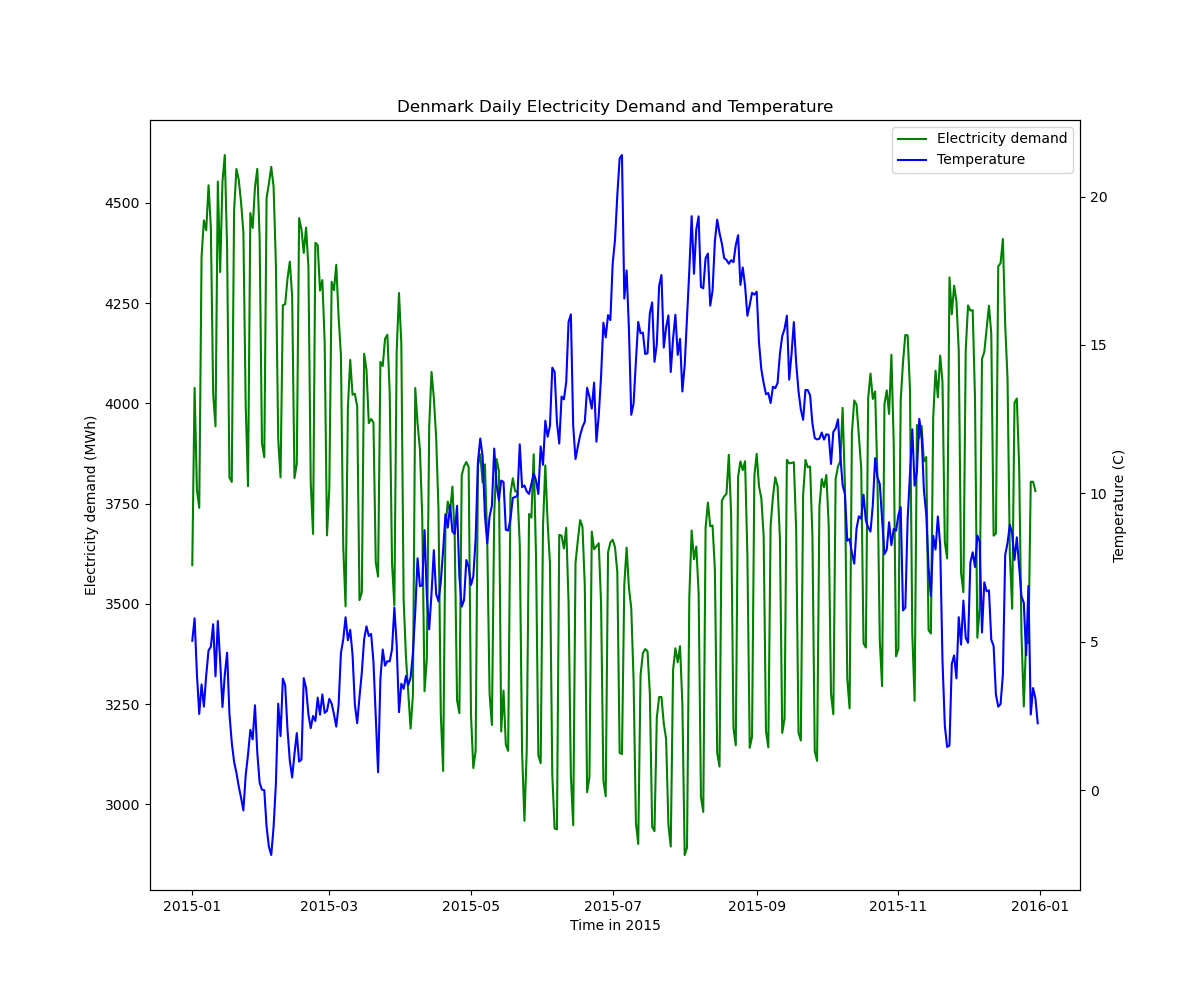 Denmark Daily Electricity Demand and Temperature
Electricity demand
Temperature
4500
4250
4000
3750
3500
3250
3000
Electricity demand (MWh)
20
15
10
5
0
Temperature (C)
2015-01 2015-03 2015-05 2015-07 2015-09 2015-11 2016-01
Time in 2015